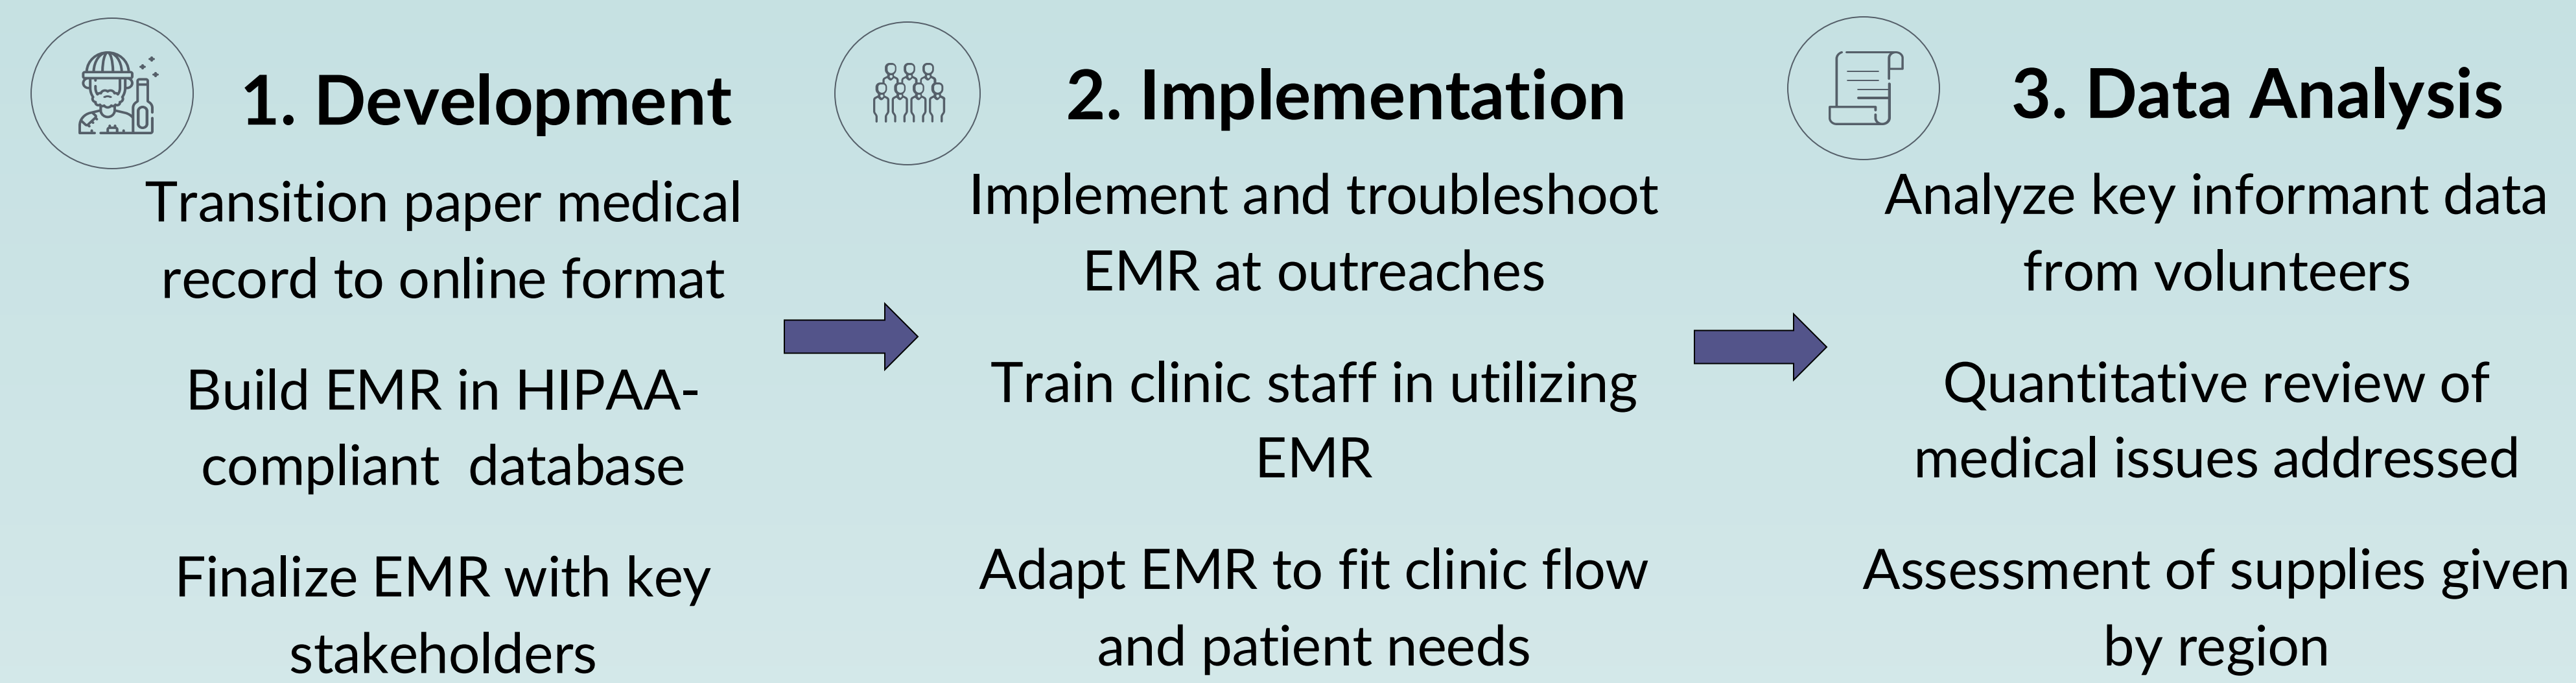 1. Development
Transition paper medical
record to online format
Build EMR in HIPAA-
compliant  database
Finalize EMR with key
stakeholders
2. Implementation
Implement and troubleshoot
EMR at outreaches
Train clinic staff in utilizing
EMR
Adapt EMR to fit clinic flow
and patient needs
3. Data Analysis
Analyze key informant data
from volunteers
Quantitative review of
medical issues addressed
Assessment of supplies given
by region